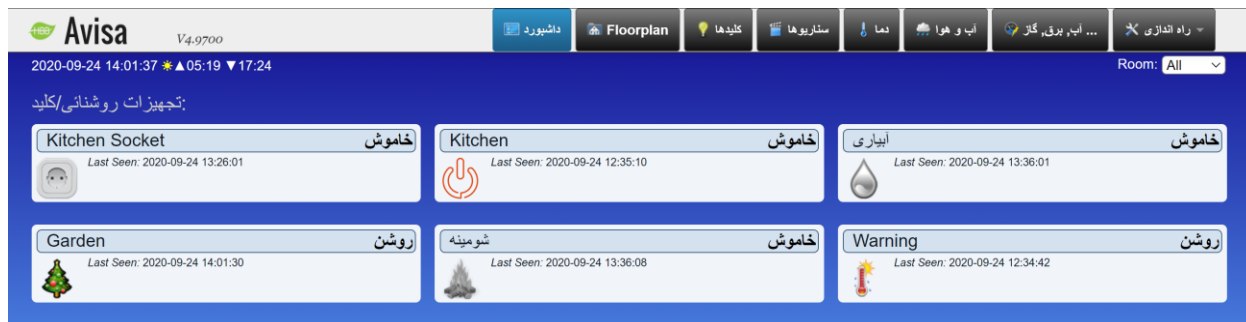 HBB Avisa V4.9700
داشبورد Floorplan کلیدها سناریوها دما آب و هوا آب, برق, گاز ... راه اندازی
2020-09-24 14:01:37 ☀▲05:19 ▼17:24 Room: All
تجهیزات روشنائی/کلید:
Kitchen Socket خاموش
Last Seen: 2020-09-24 13:26:01
Kitchen خاموش
Last Seen: 2020-09-24 12:35:10
آبیاری خاموش
Last Seen: 2020-09-24 13:36:01
Garden روشن
Last Seen: 2020-09-24 14:01:30
شومینه خاموش
Last Seen: 2020-09-24 13:36:08
Warning روشن
Last Seen: 2020-09-24 12:34:42